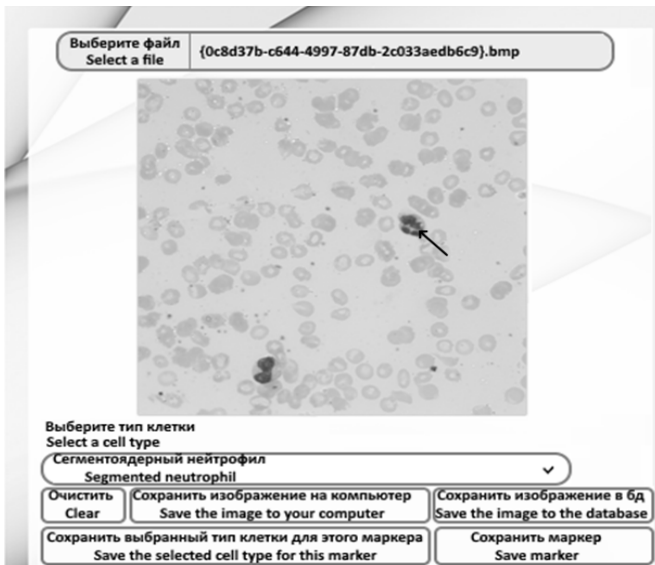 Выберите файл
Select a file
{0c8d37b-c644-4997-87db-2c033aedb6c9}.bmp
Выберите тип клетки
Select a cell type
Сегментоядерный нейтрофил
Segmented neutrophil
Очистить
Clear
Сохранить изображение на компьютер
Save the image to your computer
Сохранить изображение в бд
Save the image to the database
Сохранить выбранный тип клетки для этого маркера
Save the selected cell type for this marker
Сохранить маркер
Save marker